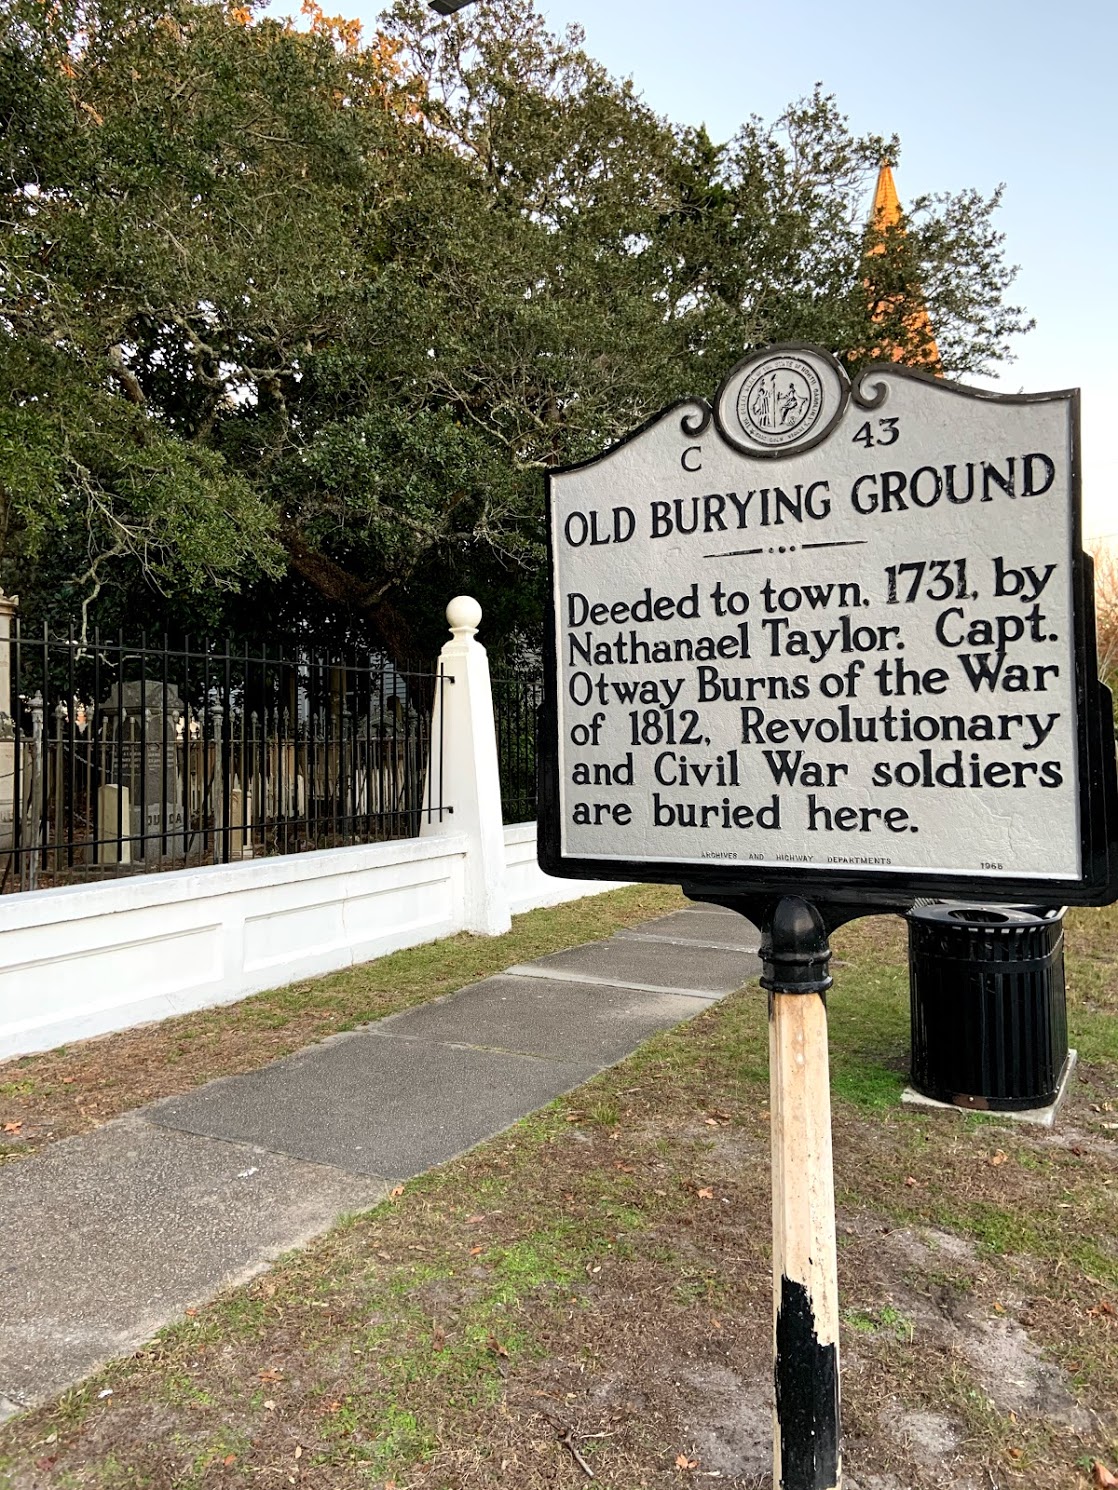 C 43
OLD BURYING GROUND
Deeded to town, 1731, by
Nathanael Taylor. Capt.
Otway Burns of the War
of 1812, Revolutionary
and Civil War soldiers
are buried here.
ARCHIVES AND HIGHWAY DEPARTMENTS 1968